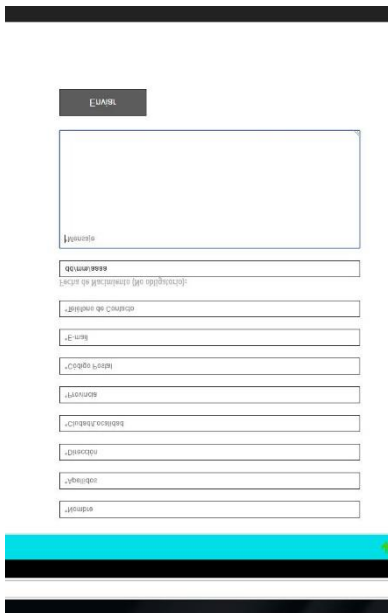 *Nombre
*Apellidos
*Dirección
*Ciudad/Localidad
*Provincia
*Código Postal
*E-mail
*Teléfono de Contacto
Fecha de Nacimiento (No obligatorio):
dd/mm/aaaa
*Mensaje
Enviar